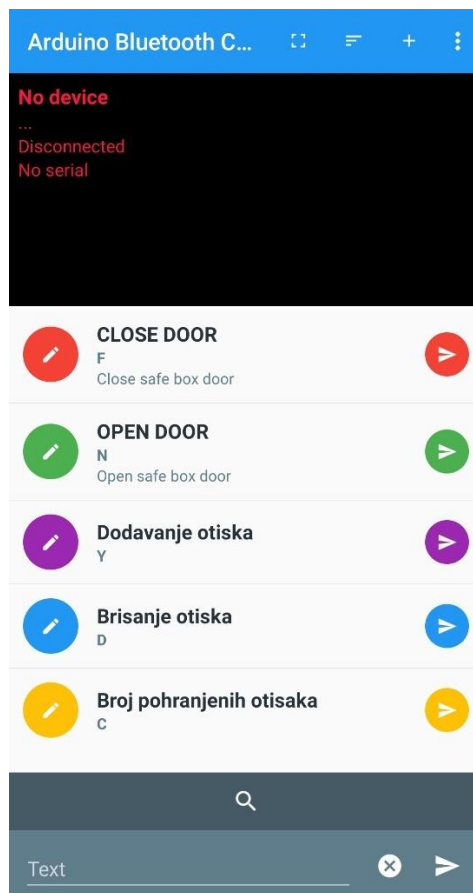 Arduino Bluetooth C...
No device
...
Disconnected
No serial
CLOSE DOOR
F
Close safe box door
OPEN DOOR
N
Open safe box door
Dodavanje otiska
Y
Brisanje otiska
D
Broj pohranjenih otisaka
C
Text